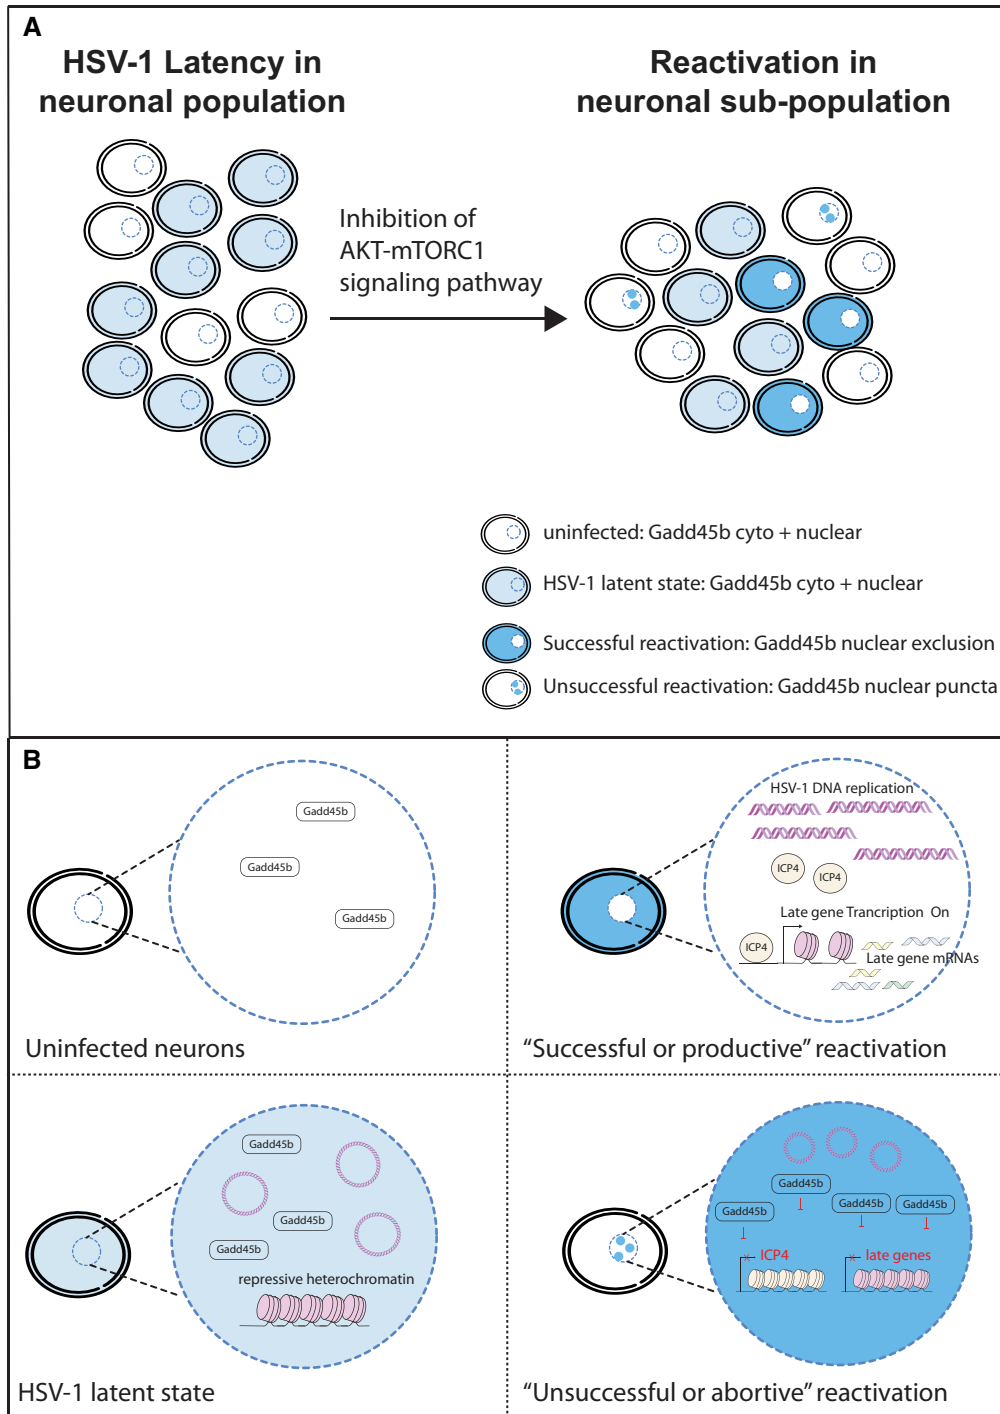 A
HSV-1 Latency in
neuronal population
Reactivation in
neuronal sub-population
Inhibition of
AKT-mTORC1
signaling pathway
uninfected: Gadd45b cyto + nuclear
HSV-1 latent state: Gadd45b cyto + nuclear
Successful reactivation: Gadd45b nuclear exclusion
Unsuccessful reactivation: Gadd45b nuclear puncta
B
Gadd45b
Gadd45b
Gadd45b
Uninfected neurons
HSV-1 DNA replication
ICP4
ICP4
Late gene Trancription On
ICP4
Late gene mRNAs
"Successful or productive" reactivation
Gadd45b
Gadd45b
Gadd45b
repressive heterochromatin
HSV-1 latent state
Gadd45b
Gadd45b
Gadd45b
Gadd45b
ICP4
late genes
"Unsuccessful or abortive" reactivation